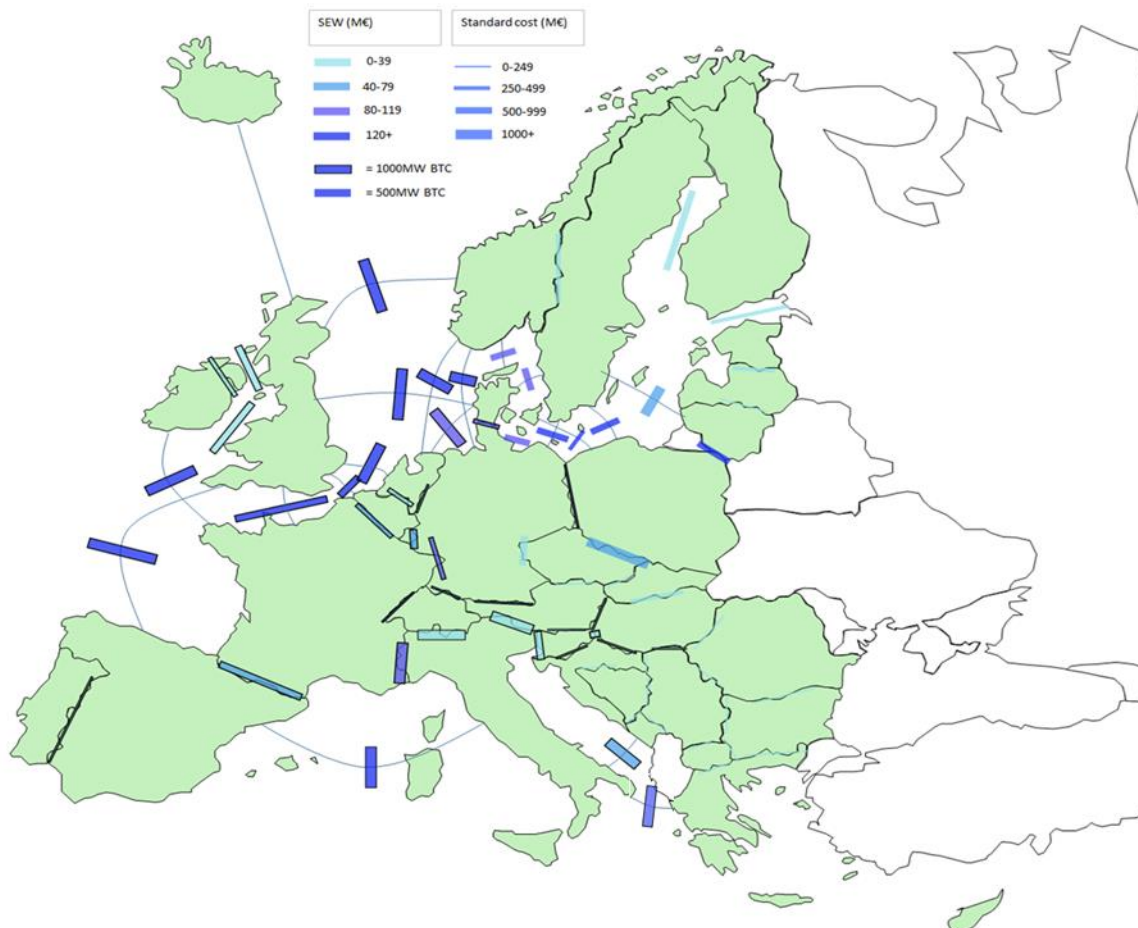 SEW (M€)
0-39
40-79
80-119
120+
= 1000MW BTC
= 500MW BTC
Standard cost (M€)
0-249
250-499
500-999
1000+